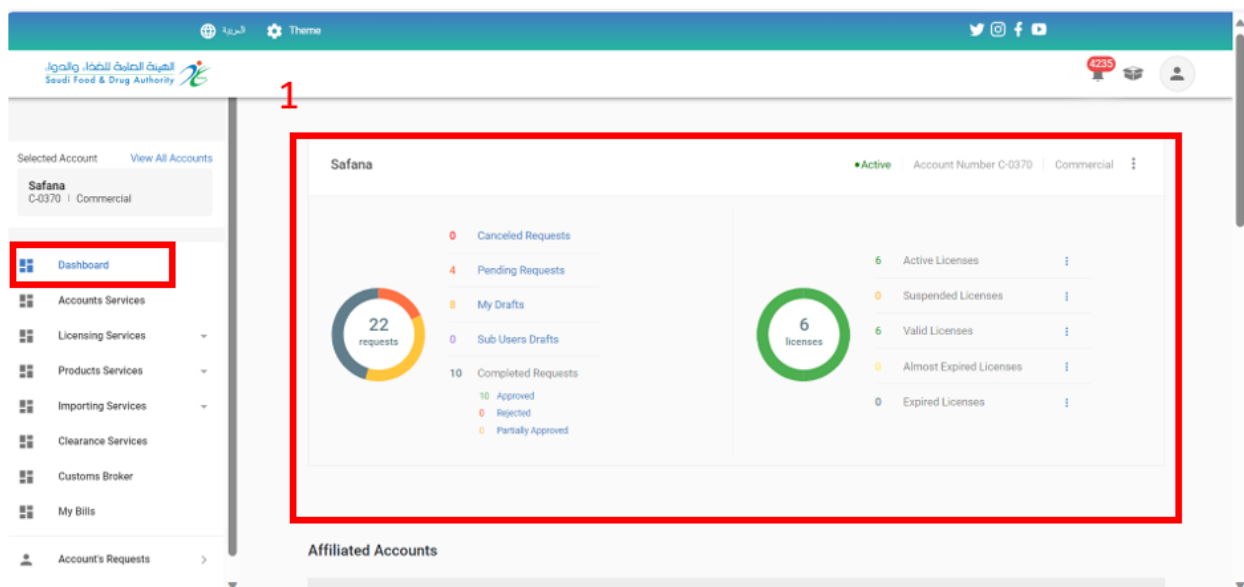 العربية Theme
الهيئة العامة للغذاء والدواء
Saudi Food & Drug Authority
4235
1
Selected Account View All Accounts
Safana
C-0370 | Commercial
Dashboard
Accounts Services
Licensing Services
Products Services
Importing Services
Clearance Services
Customs Broker
My Bills
Account's Requests
Safana
Active Account Number C-0370 Commercial
22
requests
0 Canceled Requests
4 Pending Requests
8 My Drafts
0 Sub Users Drafts
10 Completed Requests
10 Approved
0 Rejected
0 Partially Approved
6
licenses
6 Active Licenses
0 Suspended Licenses
6 Valid Licenses
0 Almost Expired Licenses
0 Expired Licenses
Affiliated Accounts